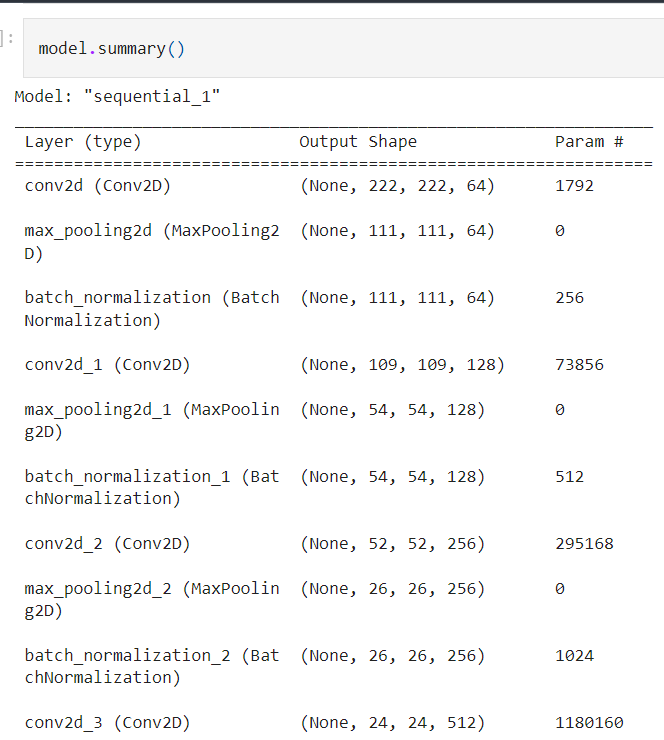 ]:
model.summary()
Model: "sequential_1"
_________________________________________________________________
Layer (type) Output Shape Param #
=================================================================
conv2d (Conv2D) (None, 222, 222, 64) 1792
max_pooling2d (MaxPooling2 (None, 111, 111, 64) 0
D)
batch_normalization (Batch (None, 111, 111, 64) 256
Normalization)
conv2d_1 (Conv2D) (None, 109, 109, 128) 73856
max_pooling2d_1 (MaxPoolin (None, 54, 54, 128) 0
g2D)
batch_normalization_1 (Bat (None, 54, 54, 128) 512
chNormalization)
conv2d_2 (Conv2D) (None, 52, 52, 256) 295168
max_pooling2d_2 (MaxPoolin (None, 26, 26, 256) 0
g2D)
batch_normalization_2 (Bat (None, 26, 26, 256) 1024
chNormalization)
conv2d_3 (Conv2D) (None, 24, 24, 512) 1180160